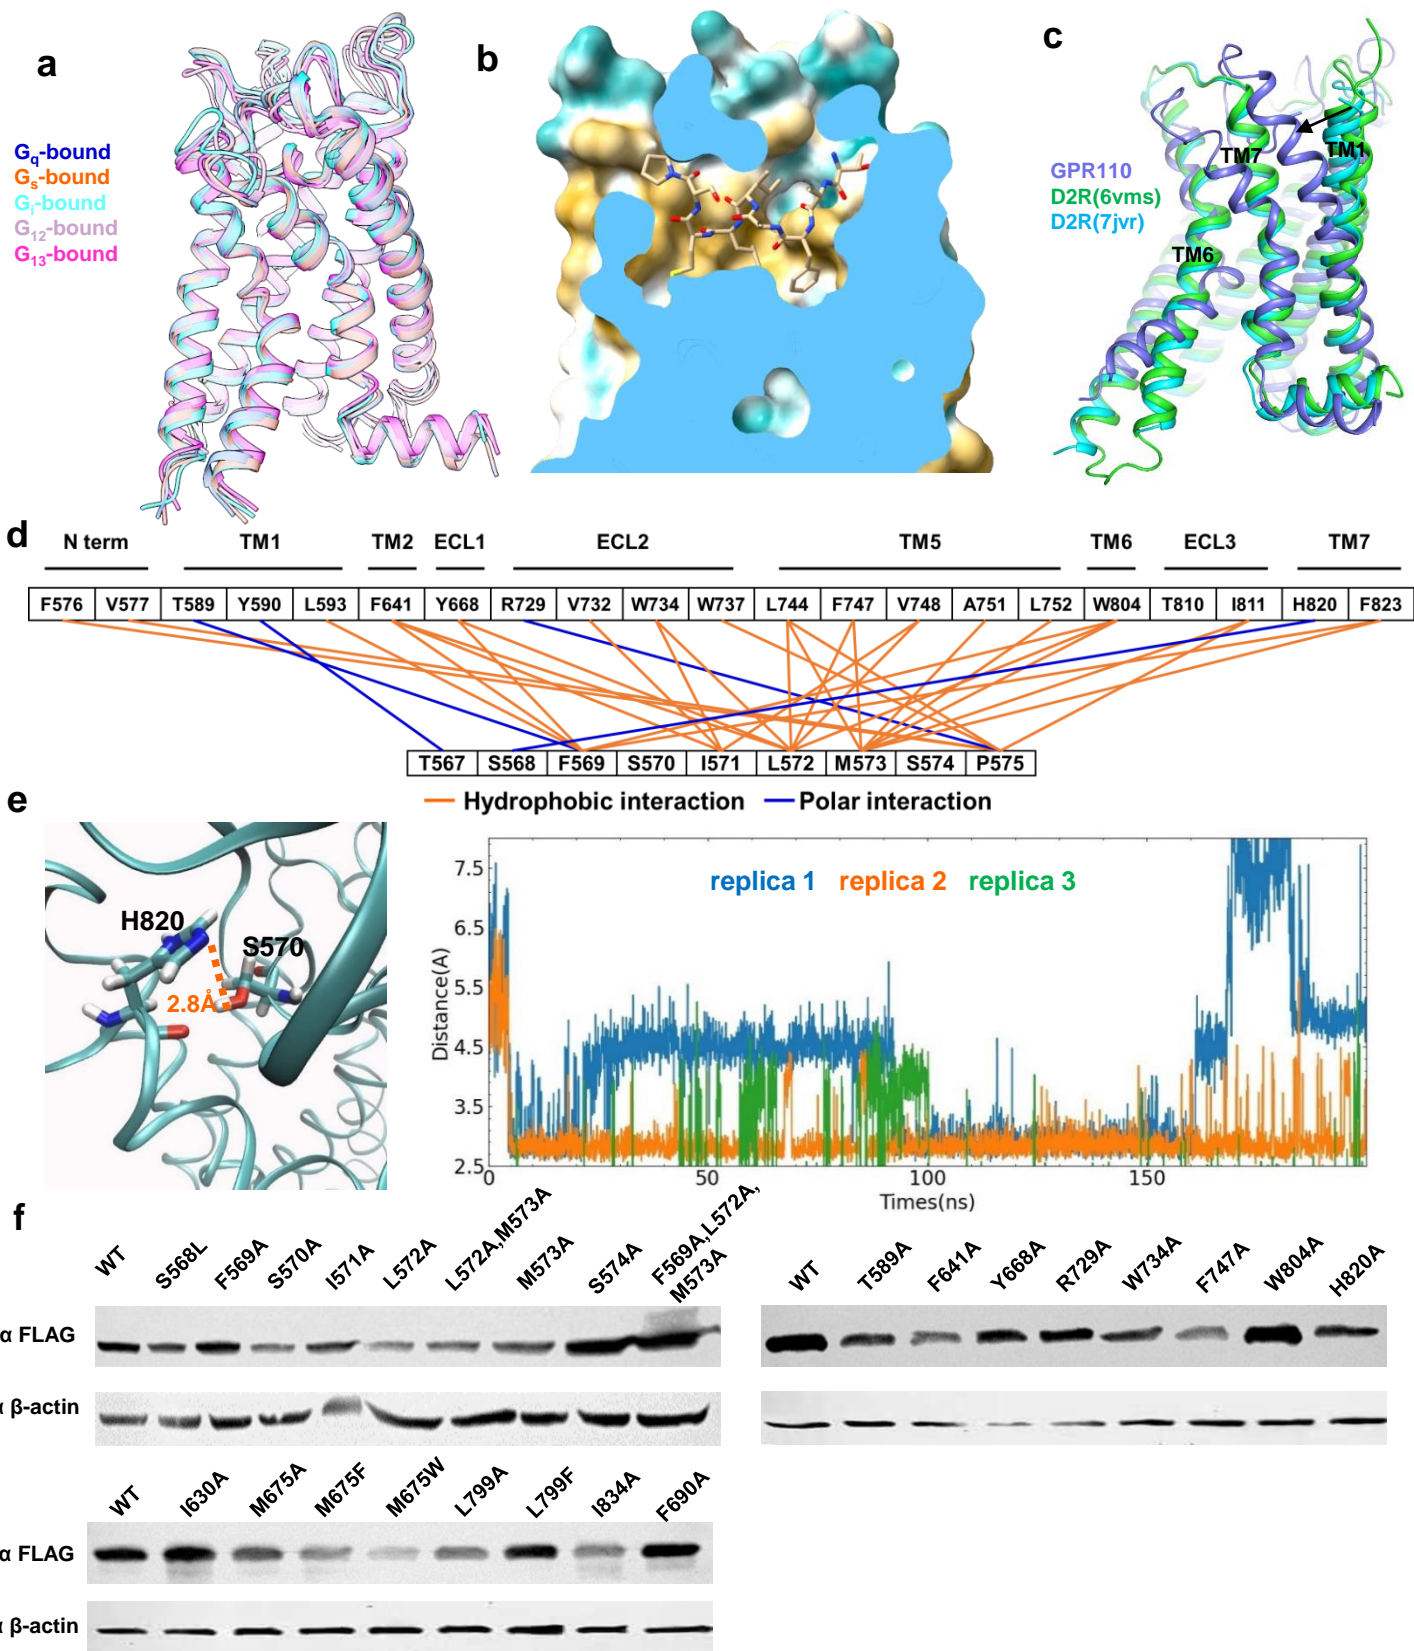 a
b
c
Gq-bound
Gs-bound
Gi-bound
G12-bound
G13-bound
GPR110
D2R(6vms)
D2R(7jvr)
TM7
TM1
TM6
d
N term TM1 TM2 ECL1 ECL2 TM5 TM6 ECL3 TM7
F576 V577 T589 Y590 L593 F641 Y668 R729 V732 W734 W737 L744 F747 V748 A751 L752 W804 T810 I811 H820 F823
T567 S568 F569 S570 I571 L572 M573 S574 P575
Hydrophobic interaction Polar interaction
e
H820
S570
2.8Å
replica 1 replica 2 replica 3
Distance(A)
7.5
6.5
5.5
4.5
3.5
2.5
0 50 100 150
Times(ns)
f
WT S568L F569A S570A I571A L572A L572A,M573A M573A S574A F569A,L572A,
M573A
α FLAG
α β-actin
WT T589A F641A Y668A R729A W734A F747A W804A H820A
WT I630A M675A M675F M675W L799A L799F I834A F690A
α FLAG
α β-actin